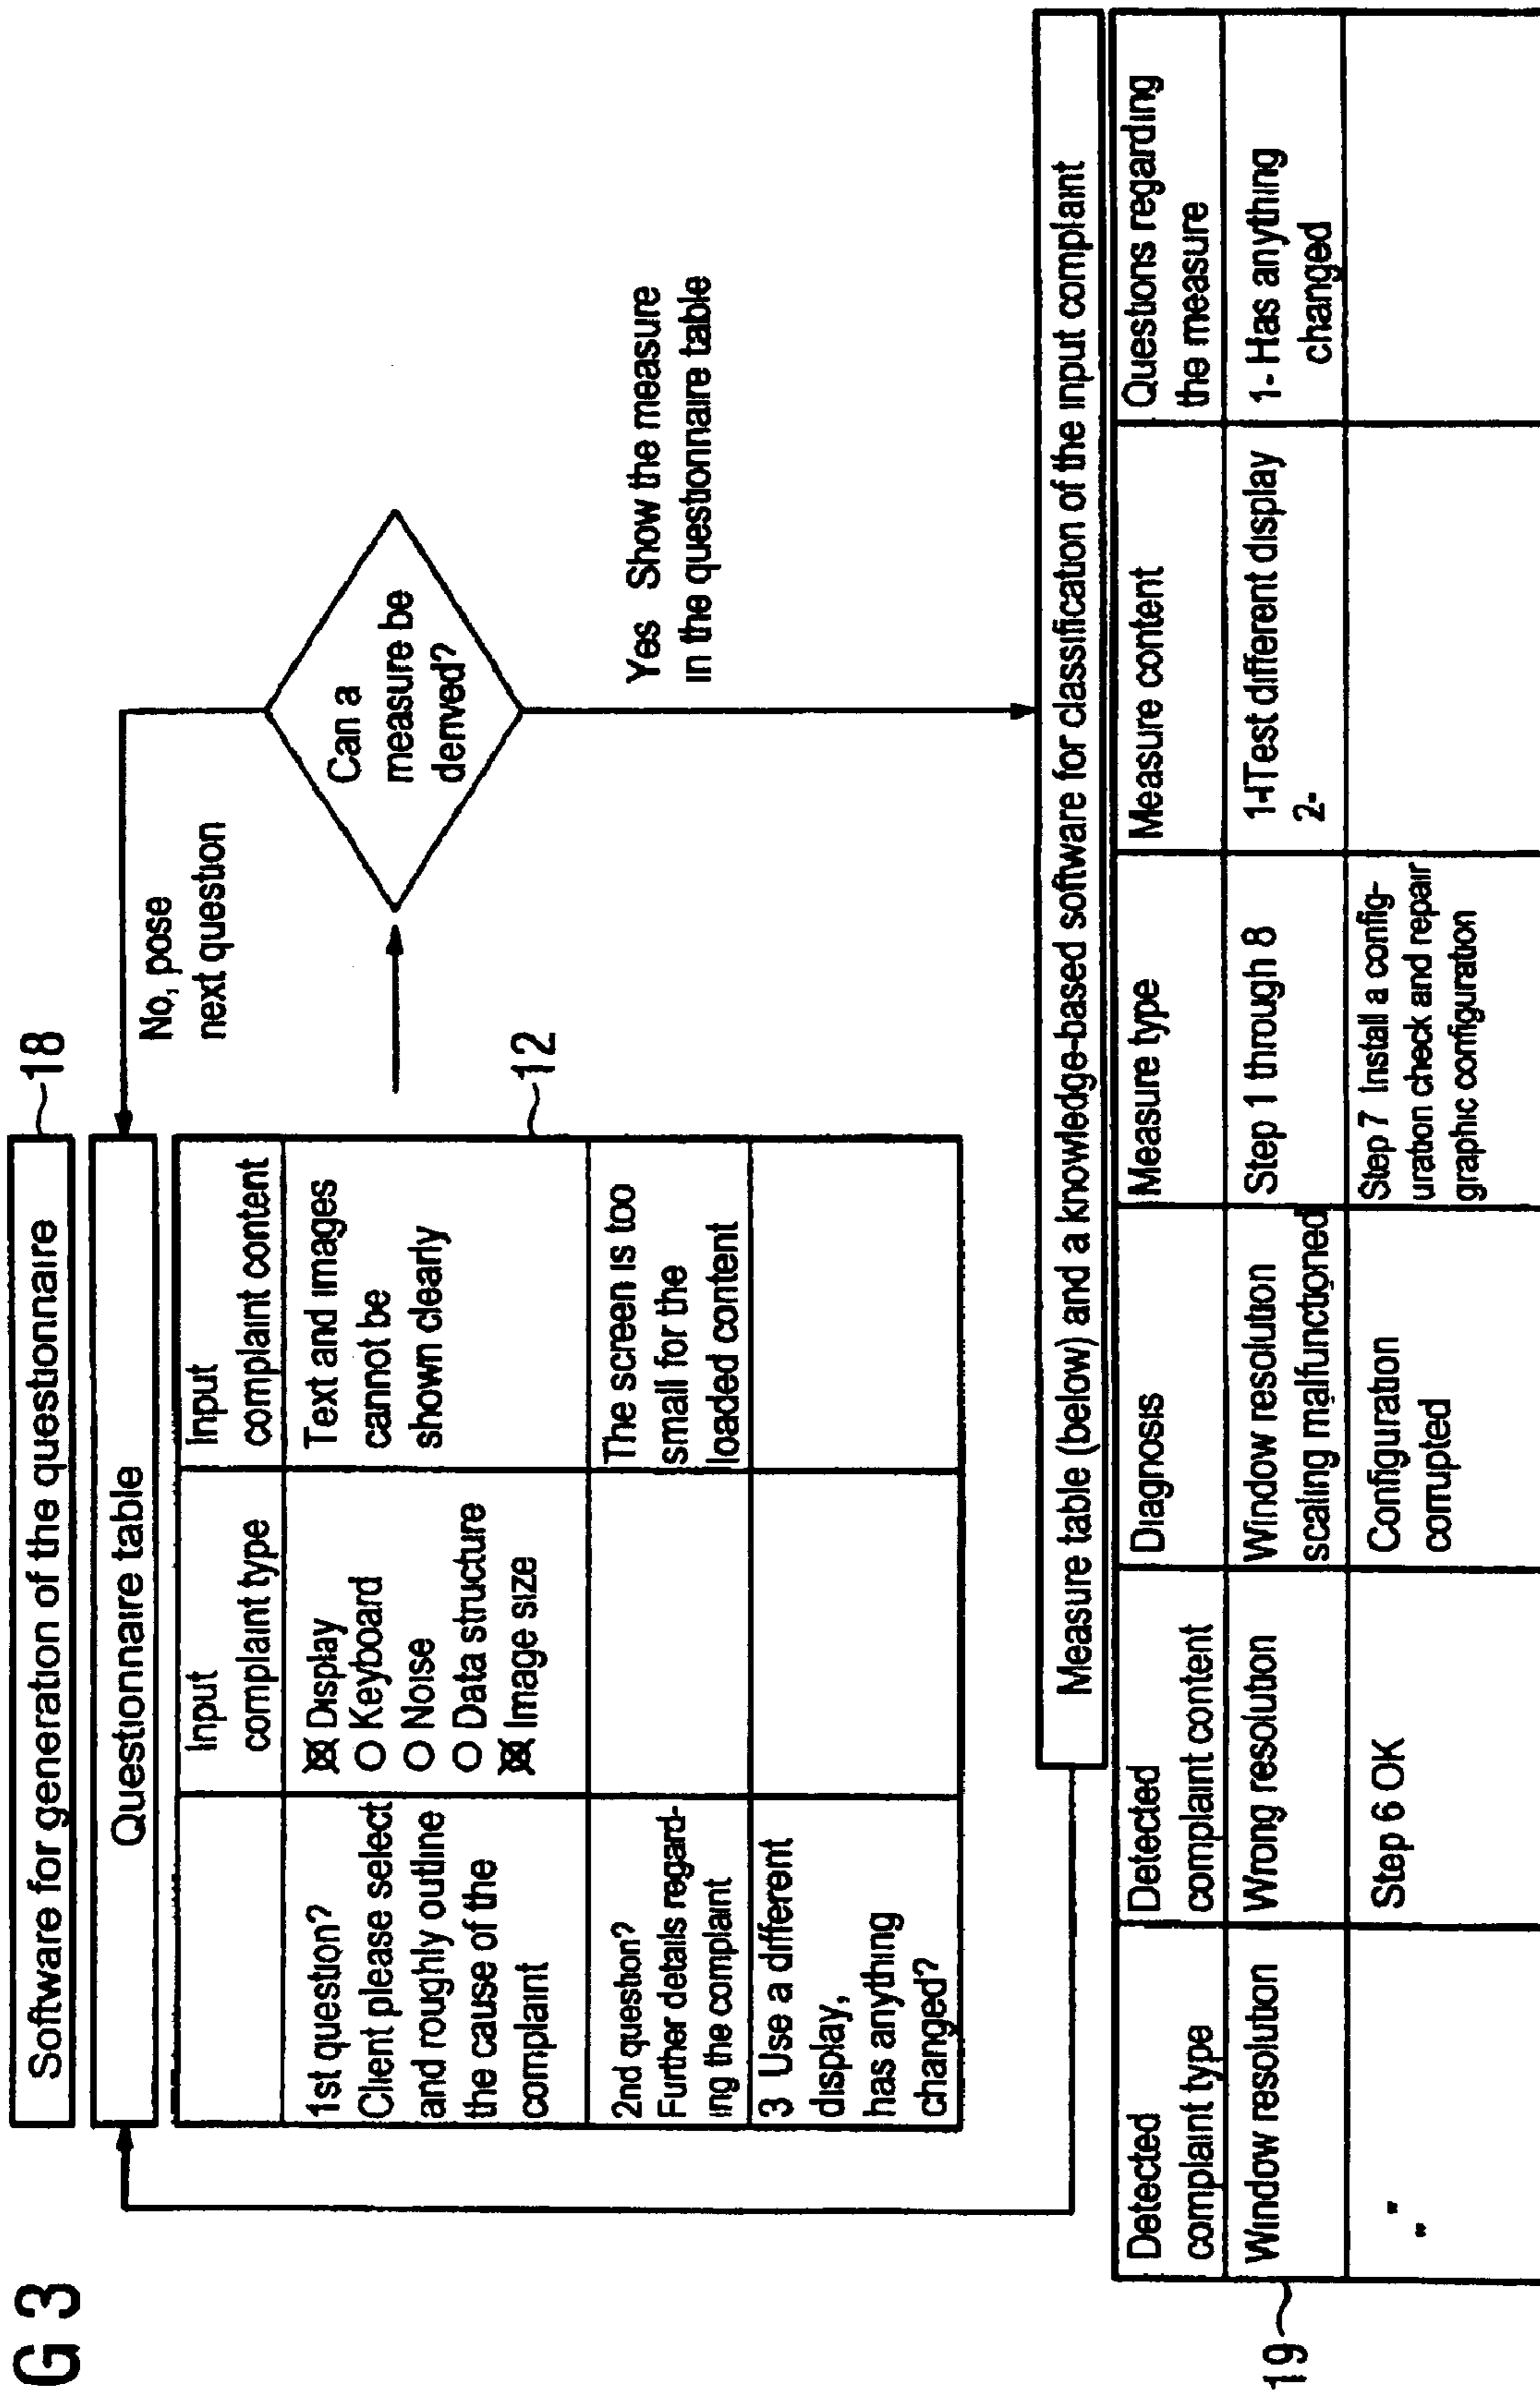 G 3
Software for generation of the questionnaire
18
Questionnaire table
Input
complaint type
Input
complaint content
1st question?
Client please select
and roughly outline
the cause of the
complaint
Display
Keyboard
Noise
Data structure
Image size
Text and images
cannot be
shown clearly
2nd question?
Further details regard-
ing the complaint
The screen is too
small for the
loaded content
3 Use a different
display,
has anything
changed?
12
No, pose
next question
Can a
measure be
derived?
Yes Show the measure
in the questionnaire table
Measure table (below) and a knowledge-based software for classification of the input complaint
19
Detected
complaint type
Detected
complaint content
Diagnosis
Measure type
Measure content
Questions regarding
the measure
Window resolution
Wrong resolution
Window resolution
scaling malfunctioned
Step 1 through 8
1-Test different display
2-
1- Has anything
changed
" "
Step 6 OK
Configuration
corrupted
Step 7 Install a config-
uration check and repair
graphic configuration